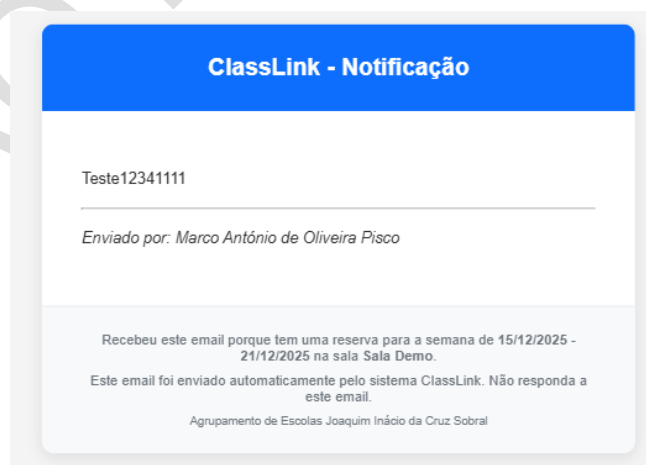 ClassLink - Notificação
Teste12341111
Enviado por: Marco António de Oliveira Pisco
Recebeu este email porque tem uma reserva para a semana de 15/12/2025 -
21/12/2025 na sala Sala Demo.
Este email foi enviado automaticamente pelo sistema ClassLink. Não responda a
este email.
Agrupamento de Escolas Joaquim Inácio da Cruz Sobral